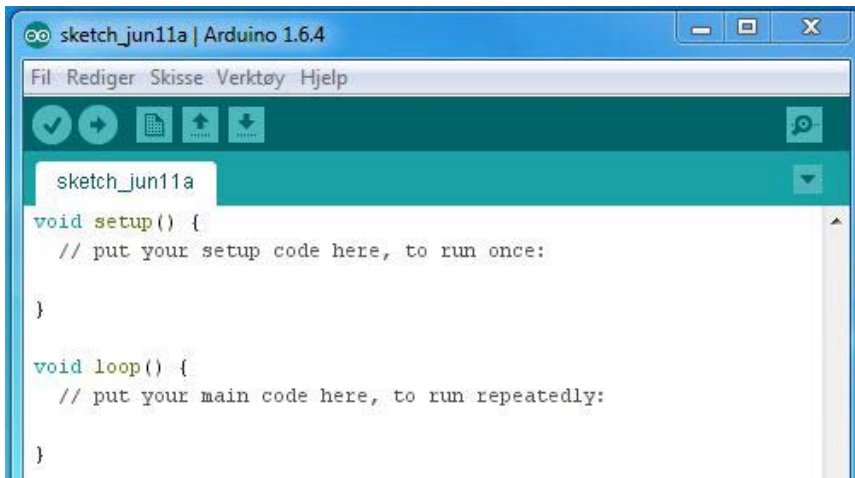 sketch_jun11a | Arduino 1.6.4
Fil Rediger Skisse Verktøy Hjelp
sketch_jun11a
void setup() {
  // put your setup code here, to run once:
}
void loop() {
  // put your main code here, to run repeatedly:
}